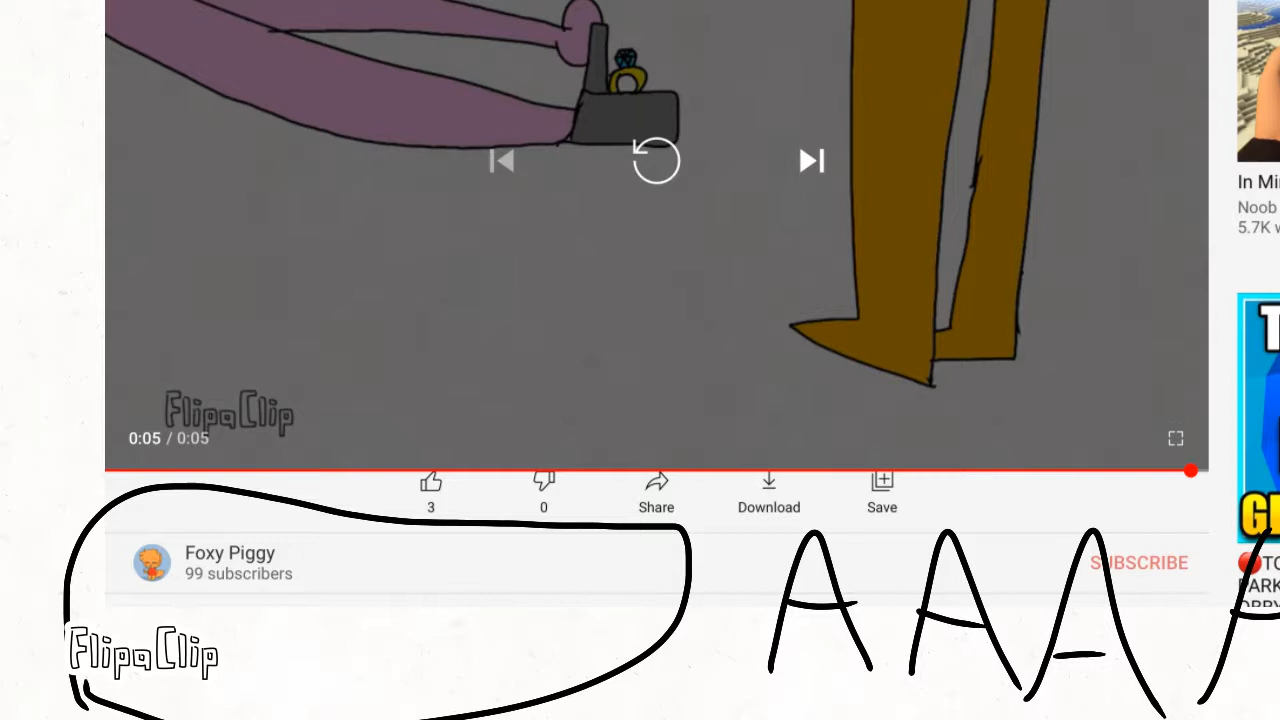 In Mi
Noob
5.7K
FlipaClip
0:05 / 0:05
3
0
Share
Download
Save
Foxy Piggy
99 subscribers
SUBSCRIBE
AAAA
FlipaClip